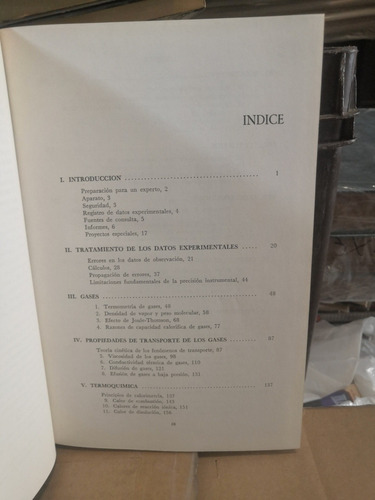 INDICE
I. INTRODUCCION 1
Preparación para un experto, 2
Aparato, 3
Seguridad, 3
Registro de datos experimentales, 3
Fuentes de consulta, 5
Informes, 6
Proyectos especiales, 17
II. TRATAMIENTO DE LOS DATOS EXPERIMENTALES
Errores en los datos de observación, 21
Cálculos, 26
Propagación de errores, 37
Limitaciones fundamentales de la precisión instrumental, 44
III. GASES 48
1. Termometría de gases, 48
2. Densidad de vapor y peso molecular, 58
3. Efecto de Joule-Thomson, 68
4. Razones de capacidad calorífica de gases, 77
IV. PROPIEDADES DE TRANSPORTE DE LOS GASES 87
Teoría cinética de los fenómenos de transporte, 87
5. Viscosidad de los gases, 98
6. Conductividad térmica de gases, 110
7. Difusión de gases, 121
8. Efusión de gases a baja presión, 131
V. TERMOQUIMICA 137
Principios de calorimetría, 137
9. Calor de combustión, 145
10. Calores de reacción iónica,
11. Calor de disolución,